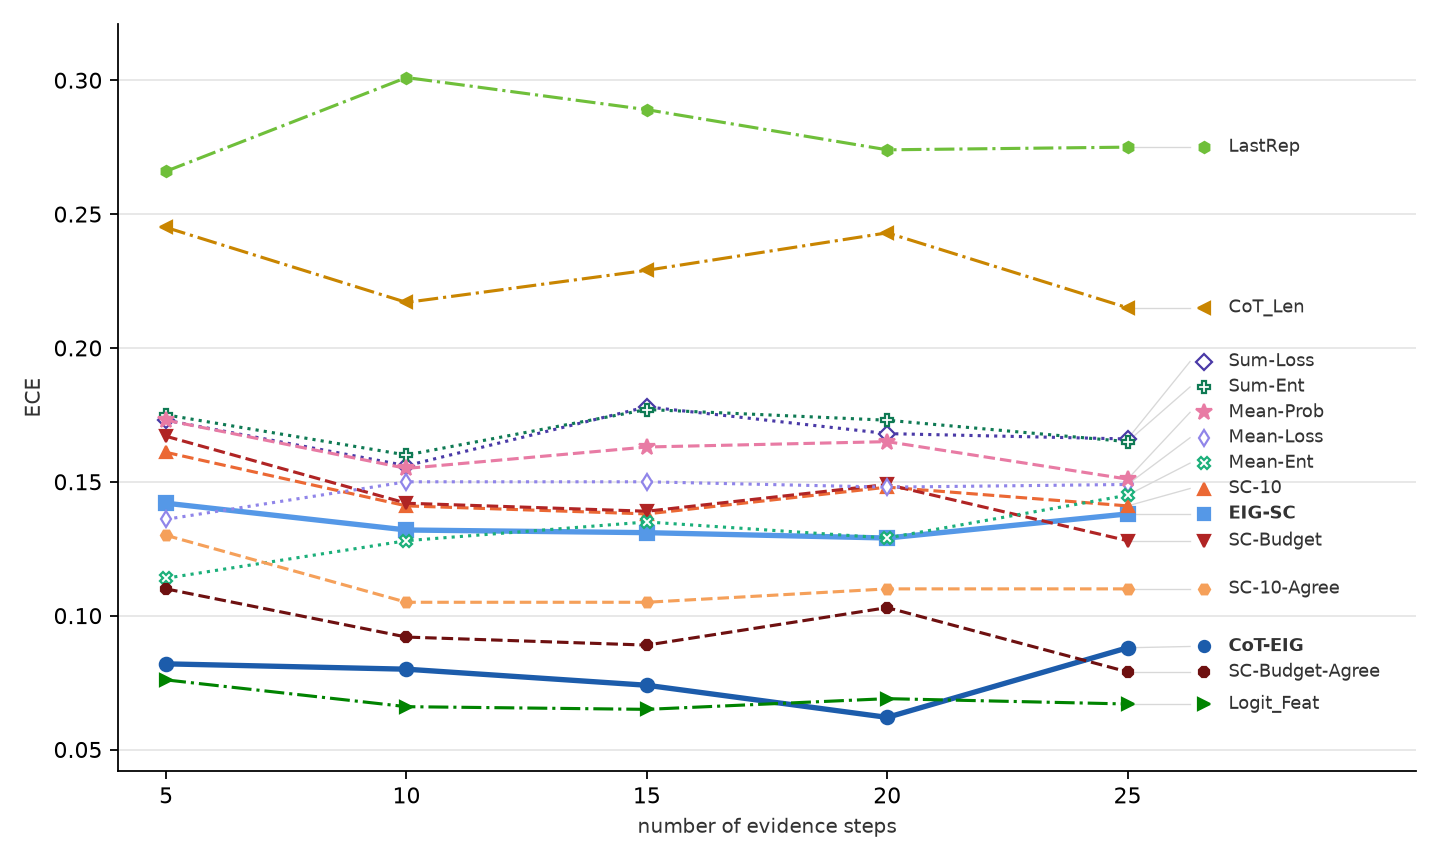 0.30
0.25
0.20
0.15
0.10
0.05
ECE
5
10
15
20
25
number of evidence steps
LastRep
CoT_Len
Sum-Loss
Sum-Ent
Mean-Prob
Mean-Loss
Mean-Ent
SC-10
EIG-SC
SC-Budget
SC-10-Agree
CoT-EIG
SC-Budget-Agree
Logit_Feat